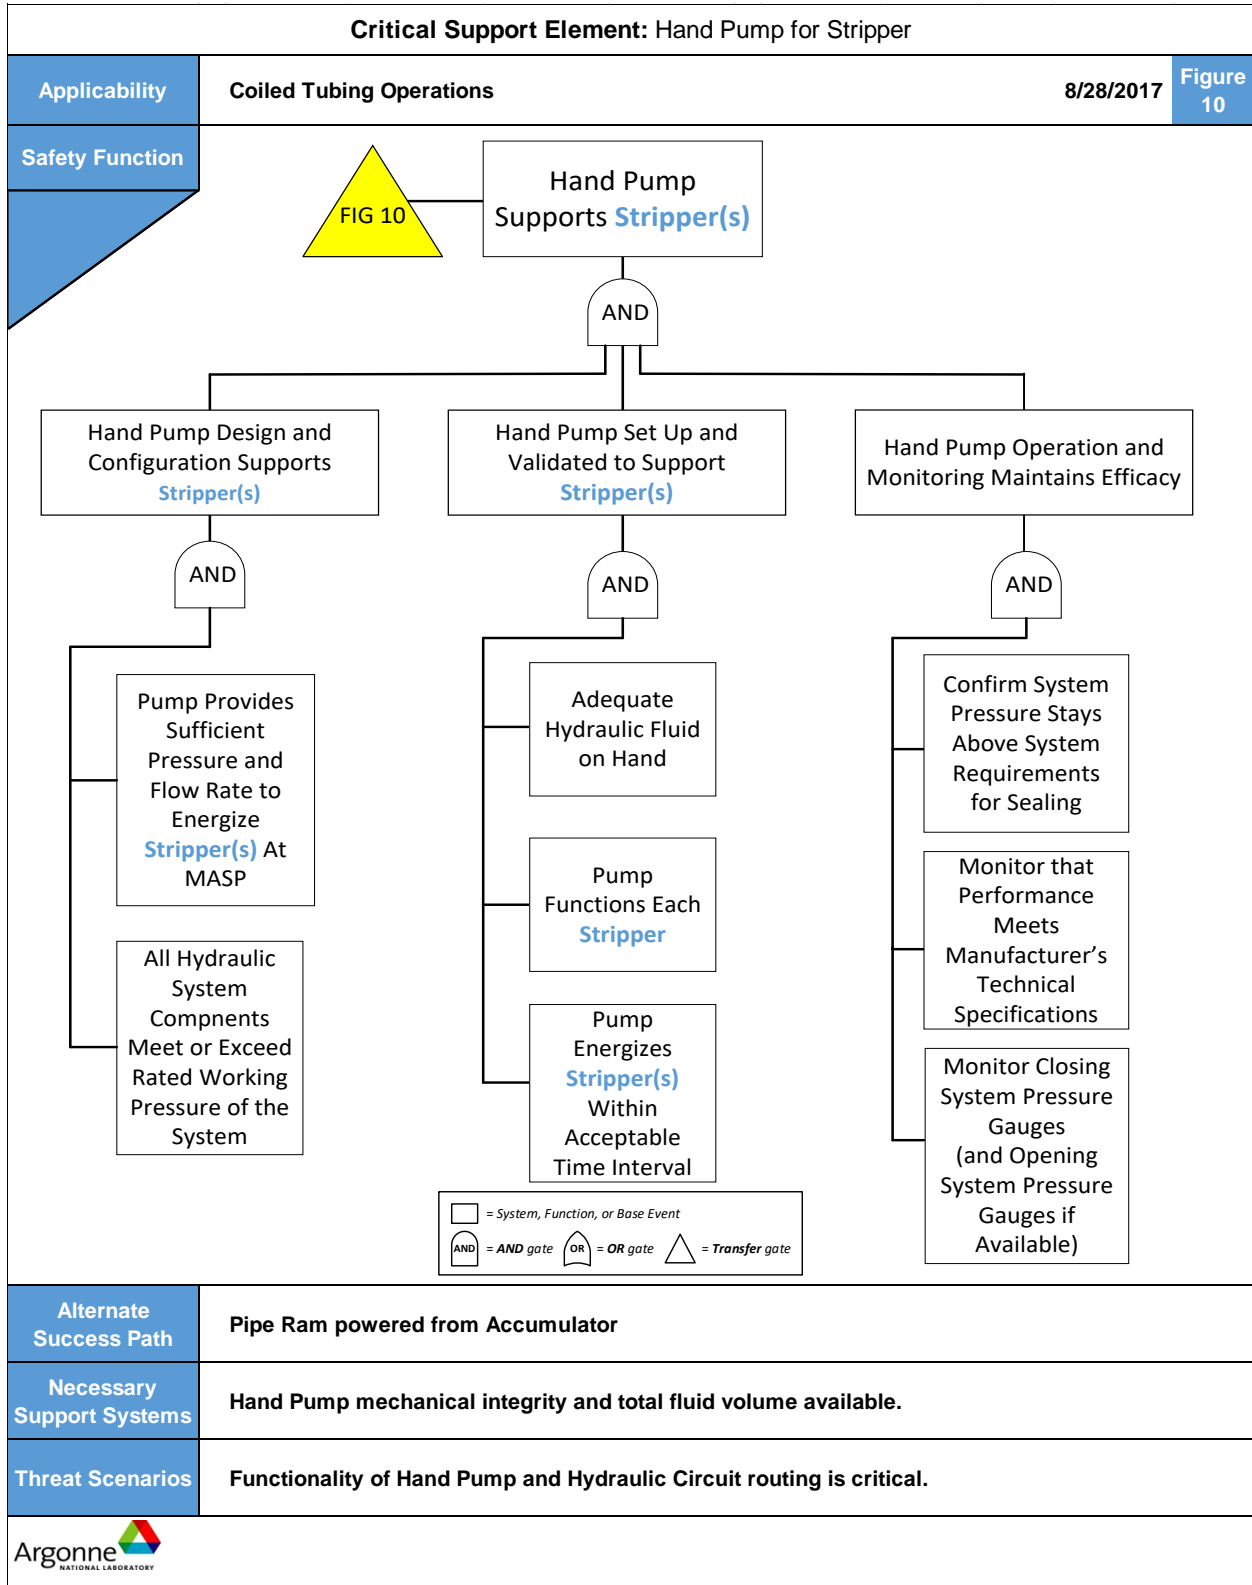 Critical Support Element: Hand Pump for Stripper
Applicability
Coiled Tubing Operations
8/28/2017
Figure
10
Safety Function
FIG 10
Hand Pump
Supports Stripper(s)
AND
Hand Pump Design and
Configuration Supports
Stripper(s)
Hand Pump Set Up and
Validated to Support
Stripper(s)
Hand Pump Operation and
Monitoring Maintains Efficacy
AND
AND
AND
Pump Provides
Sufficient
Pressure and
Flow Rate to
Energize
Stripper(s) At
MASP
All Hydraulic
System
Compnents
Meet or Exceed
Rated Working
Pressure of the
System
Adequate
Hydraulic Fluid
on Hand
Pump
Functions Each
Stripper
Pump
Energizes
Stripper(s)
Within
Acceptable
Time Interval
Confirm System
Pressure Stays
Above System
Requirements
for Sealing
Monitor that
Performance
Meets
Manufacturer’s
Technical
Specifications
Monitor Closing
System Pressure
Gauges
(and Opening
System Pressure
Gauges if
Available)
= System, Function, or Base Event
AND = AND gate OR = OR gate = Transfer gate
Alternate
Success Path
Pipe Ram powered from Accumulator
Necessary
Support Systems
Hand Pump mechanical integrity and total fluid volume available.
Threat Scenarios
Functionality of Hand Pump and Hydraulic Circuit routing is critical.
Argonne
NATIONAL LABORATORY